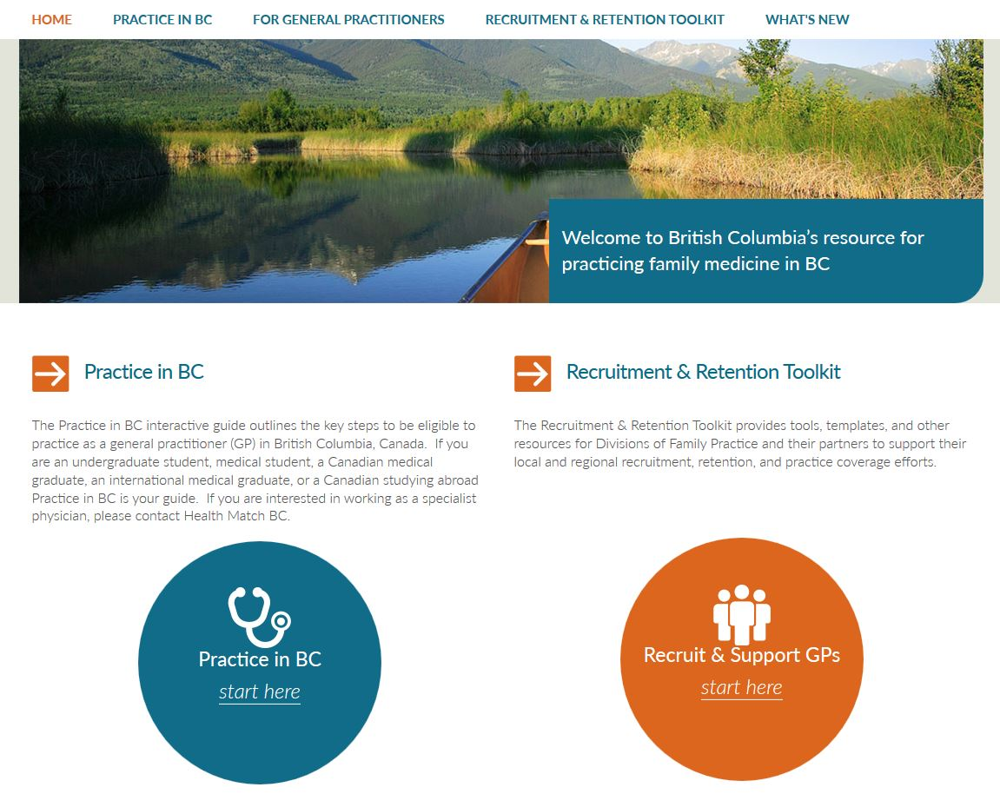 HOME PRACTICE IN BC FOR GENERAL PRACTITIONERS RECRUITMENT & RETENTION TOOLKIT WHAT'S NEW
Welcome to British Columbia’s resource for
practicing family medicine in BC
Practice in BC
The Practice in BC interactive guide outlines the key steps to be eligible to
practice as a general practitioner (GP) in British Columbia, Canada.  If you
are an undergraduate student, medical student, a Canadian medical
graduate, an international medical graduate, or a Canadian studying abroad
Practice in BC is your guide.  If you are interested in working as a specialist
physician, please contact Health Match BC.
Practice in BC
start here
Recruitment & Retention Toolkit
The Recruitment & Retention Toolkit provides tools, templates, and other
resources for Divisions of Family Practice and their partners to support their
local and regional recruitment, retention, and practice coverage efforts.
Recruit & Support GPs
start here